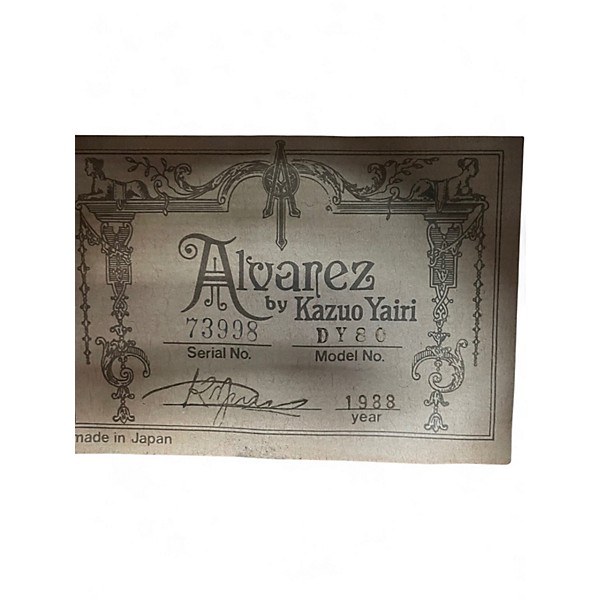 Alvarez
by Kazuo Yairi
73998 DY80
Serial No. Model No.
1988
year
made in Japan